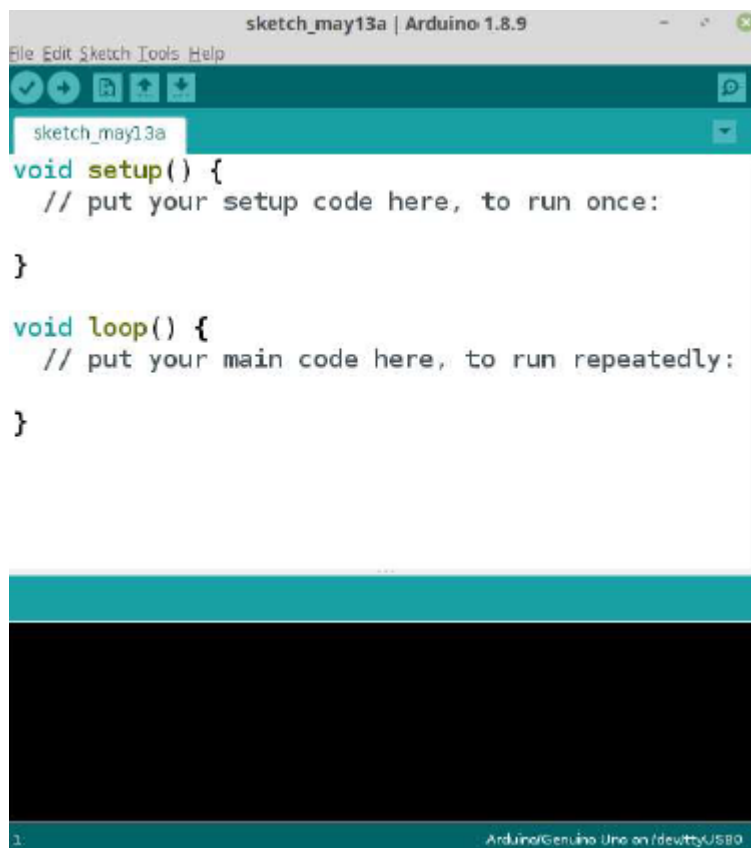 sketch_may13a | Arduino 1.8.9
File Edit Sketch Tools Help
sketch_may13a
void setup() {
  // put your setup code here, to run once:
}
void loop() {
  // put your main code here, to run repeatedly:
}
...
1:
Arduino/Genuino Uno on /dev/ttyUSB0